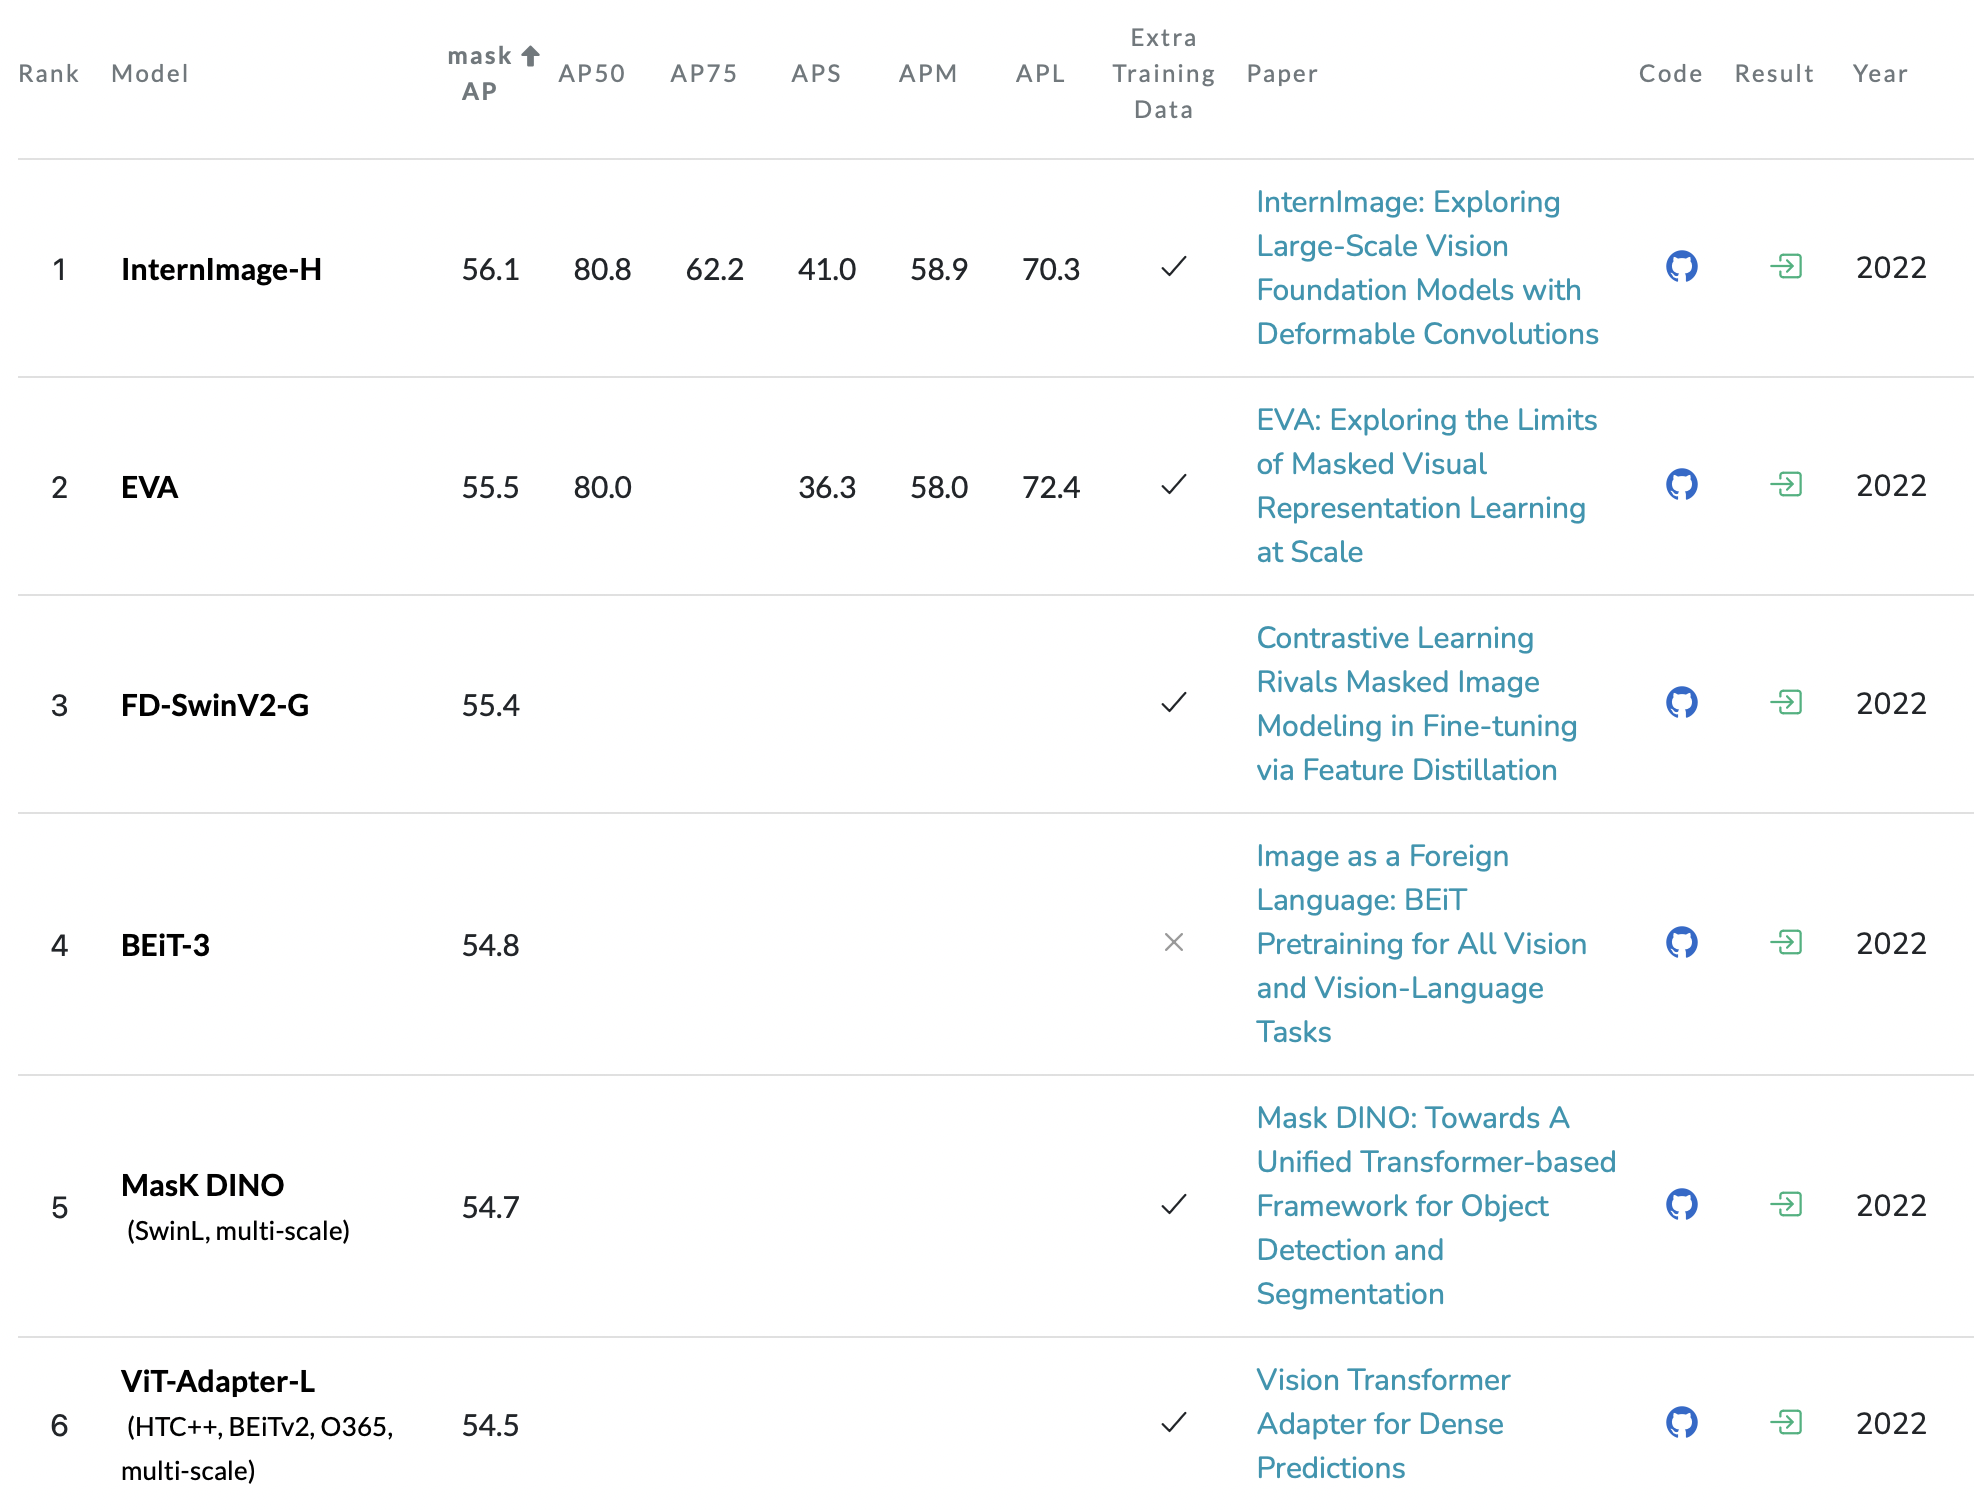 Rank Model mask AP AP50 AP75 APS APM APL Extra Training Data Paper Code Result Year
1 InternImage-H 56.1 80.8 62.2 41.0 58.9 70.3 ✓ InternImage: Exploring
Large-Scale Vision
Foundation Models with
Deformable Convolutions 2022
2 EVA 55.5 80.0 36.3 58.0 72.4 ✓ EVA: Exploring the Limits
of Masked Visual
Representation Learning
at Scale 2022
3 FD-SwinV2-G 55.4 ✓ Contrastive Learning
Rivals Masked Image
Modeling in Fine-tuning
via Feature Distillation 2022
4 BEiT-3 54.8 × Image as a Foreign
Language: BEiT
Pretraining for All Vision
and Vision-Language
Tasks 2022
5 MasK DINO
(SwinL, multi-scale) 54.7 ✓ Mask DINO: Towards A
Unified Transformer-based
Framework for Object
Detection and
Segmentation 2022
6 ViT-Adapter-L
(HTC++, BEiTv2, O365,
multi-scale) 54.5 ✓ Vision Transformer
Adapter for Dense
Predictions 2022